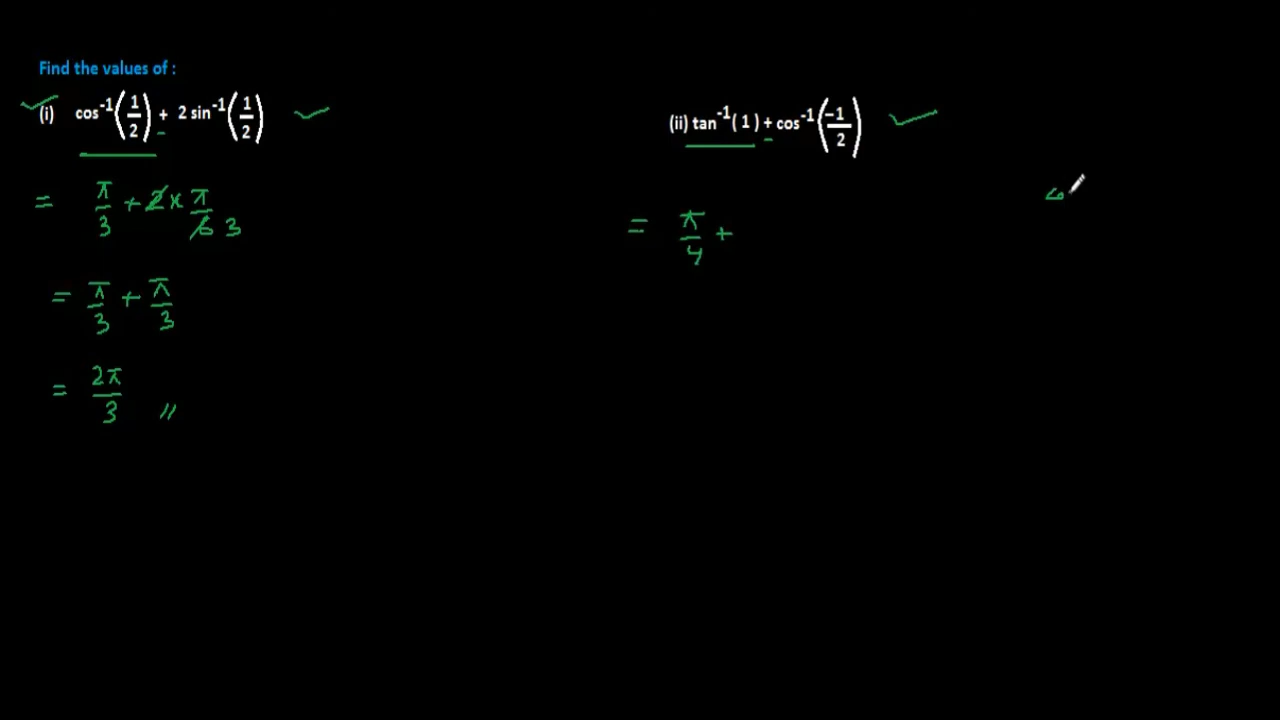 Find the values of :
(i) cos⁻¹(1/2) + 2 sin⁻¹(1/2)
= π/3 + 2 × π/6 3
= π/3 + π/3
= 2π/3 //
(ii) tan⁻¹( 1 ) + cos⁻¹(−1/2)
= π/4 +